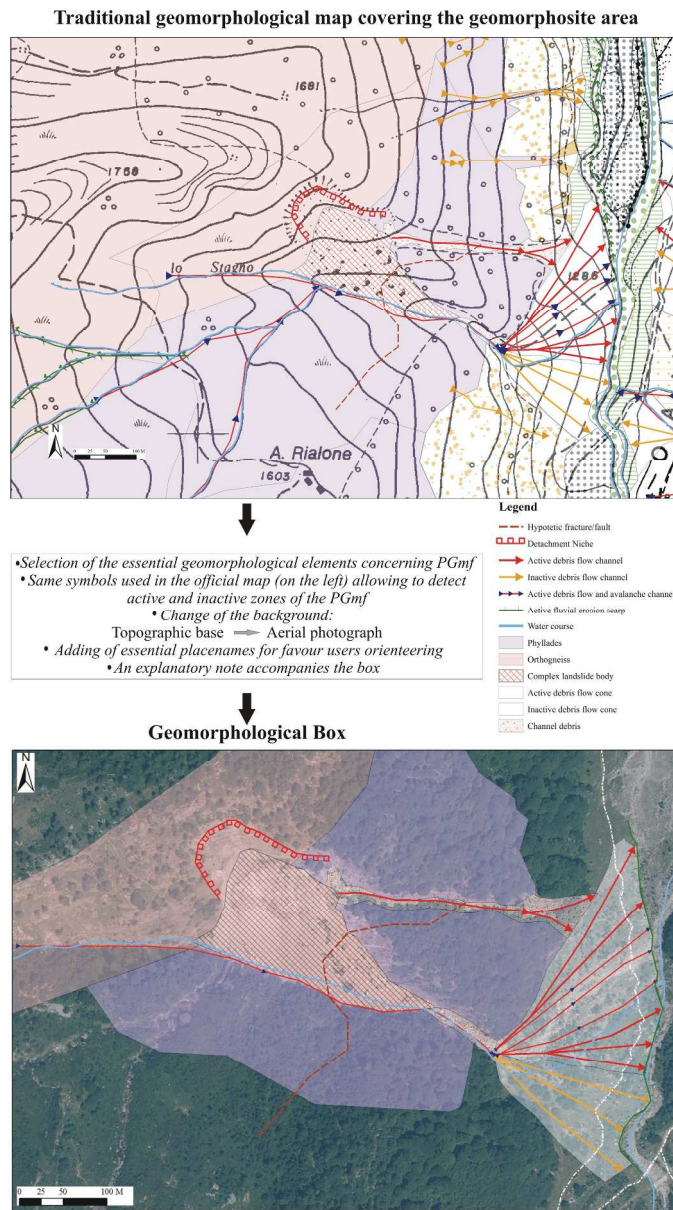 Traditional geomorphological map covering the geomorphosite area
1681
1768
lo Stagno
1286
A. Rialone
1603
N
0 25 50 100 M
Legend
Hypotetic fracture/fault
Detachment Niche
Active debris flow channel
Inactive debris flow channel
Active debris flow and avalanche channel
Active fluvial erosion scarp
Water course
Phyllades
Orthogneiss
Complex landslide body
Active debris flow cone
Inactive debris flow cone
Channel debris
•Selection of the essential geomorphological elements concerning PGmf
•Same symbols used in the official map (on the left) allowing to detect
active and inactive zones of the PGmf
•Change of the background:
Topographic base Aerial photograph
•Adding of essential placenames for favour users orienteering
•An explanatory note accompanies the box
Geomorphological Box
N
0 25 50 100 M